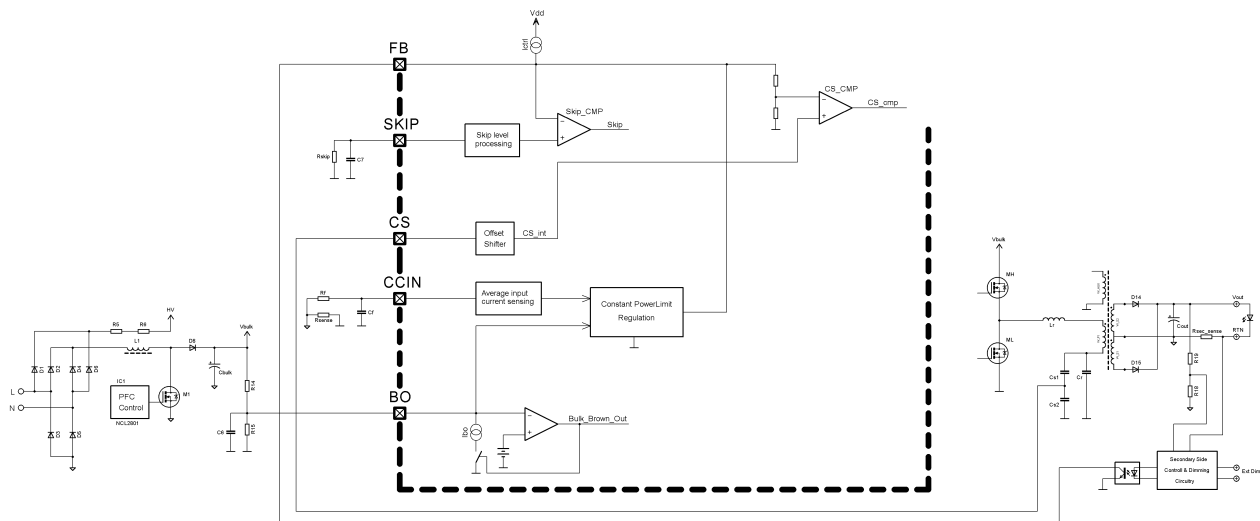 Vdd
Ictrl
FB
CS_CMP
CS_cmp
Skip_CMP
Skip
SKIP
Skip level
processing
Rskip
C7
CS
Offset
Shifter
CS_int
CCIN
Rf
Rsense
Cf
Average input
current sensing
Constant PowerLimit
Regulation
BO
Ibo
Bulk_Brown_Out
HV
R5
R6
Vbulk
L1
D8
D1
D2
D4
D6
Cbulk
R14
IC1
PFC
Control
NCL2801
M1
L
N
D3
D5
C6
R15
Vbulk
MH
ML
Lr
D14
Vout
Cout
Rsec_sense
RTN
D15
Cs1
Cr
Cs2
R19
R18
Secondary Side
Controll & Dimming
Circuitry
Ext Dim